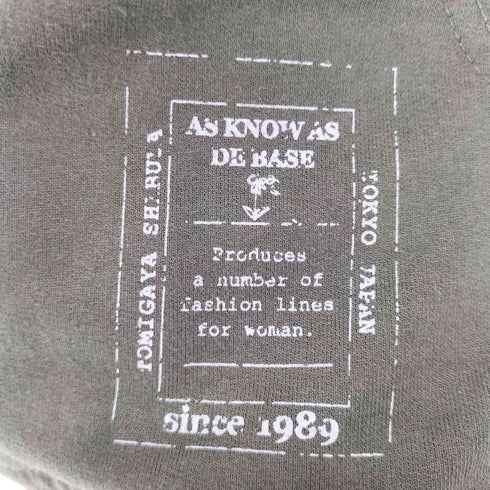 AS KNOW AS
DE BASE
Produces
a number of
fashion lines
for woman.
TOMIGAYA SHIBUYA
TOKYO JAPAN
since 1989